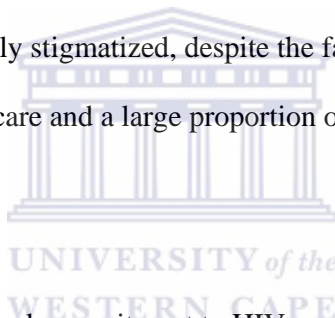 ly stigmatized, despite the fa
care and a large proportion o
UNIVERSITY of the
WESTERN CAPE